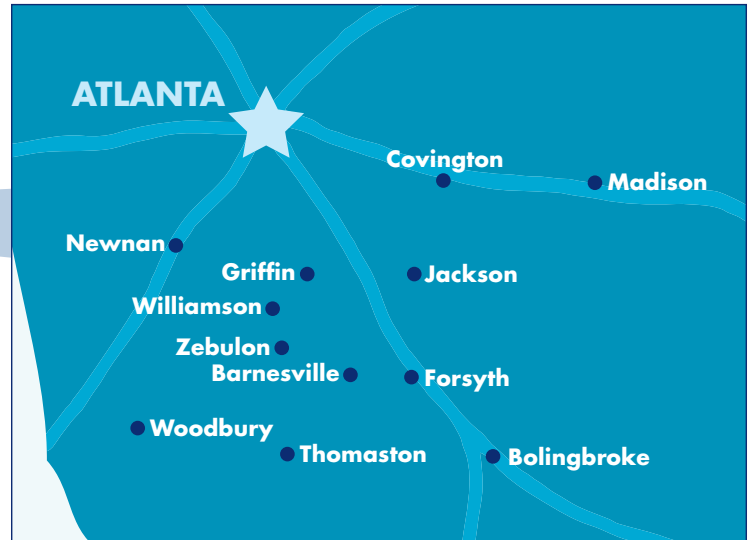 ATLANTA
Covington
Madison
Newnan
Griffin
Jackson
Williamson
Zebulon
Barnesville
Forsyth
Woodbury
Thomaston
Bolingbroke